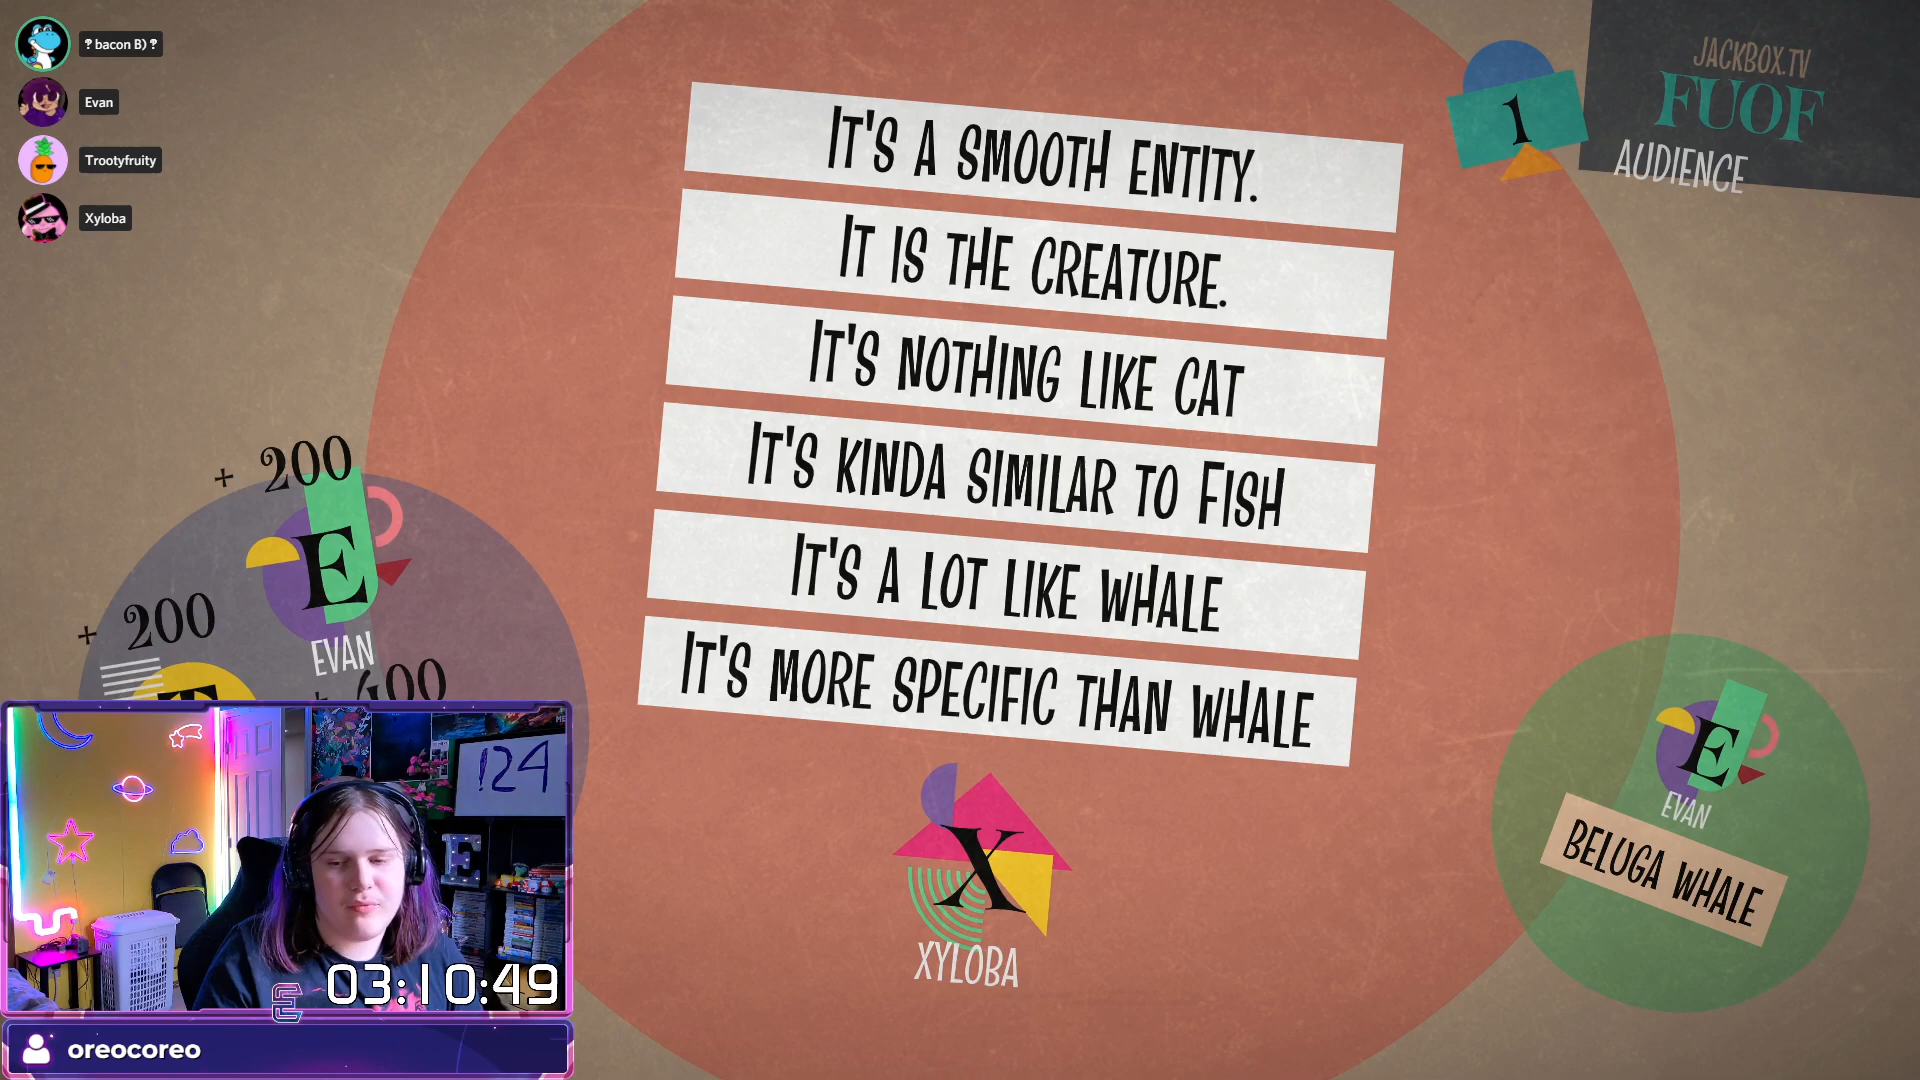 ‽ bacon B) ‽
Evan
Trootyfruity
Xyloba
JACKBOX.TV
FUOF
AUDIENCE
1
IT'S A SMOOTH ENTITY.
IT IS THE CREATURE.
IT'S NOTHING LIKE CAT
IT'S KINDA SIMILAR TO FISH
IT'S A LOT LIKE WHALE
IT'S MORE SPECIFIC THAN WHALE
+ 200
E
EVAN
+ 200
T
+ 400
X
XYLOBA
E
EVAN
BELUGA WHALE
!24
E
03:10:49
E
oreocoreo